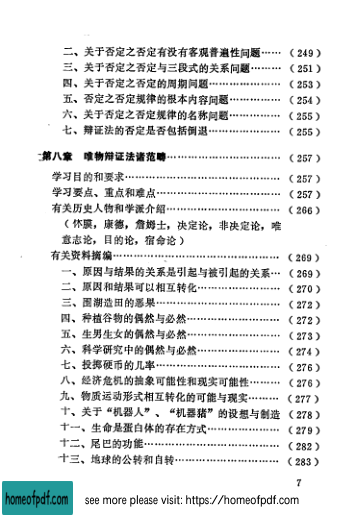 二、关于否定之否定有没有客观普遍性问题……（249）
三、关于否定之否定与三段式的关系问题………（251）
四、关于否定之否定的周期问题…………………（253）
五、否定之否定规律的根本内容问题……………（254）
六、关于否定之否定规律的名称问题……………（255）
七、辩证法的否定是否包括倒退…………………（255）
第八章 唯物辩证法诸范畴…………………………（257）
学习目的和要求……………………………………（257）
学习要点、重点和难点……………………………（257）
有关历史人物和学派介绍…………………………（266）
（休谟，康德，詹姆士，决定论，非决定论，唯
意志论，目的论，宿命论）
有关资料摘编………………………………………（269）
一、原因与结果的关系是引起与被引起的关系…（269）
二、原因和结果可以相互转化……………………（270）
三、围湖造田的恶果………………………………（272）
四、种植谷物的偶然与必然………………………（272）
五、生男生女的偶然与必然………………………（273）
六、科学研究中的偶然与必然……………………（274）
七、投掷硬币的几率………………………………（276）
八、经济危机的抽象可能性和现实可能性………（276）
九、物质运动形式相互转化的可能与现实………（277）
十、关于“机器人”、“机器猪”的设想与制造（278）
十一、生命是蛋白体的存在方式…………………（279）
十二、尾巴的功能…………………………………（282）
十三、地球的公转和自转…………………………（283）
7
homeofpdf.com
see more please visit: https://homeofpdf.com